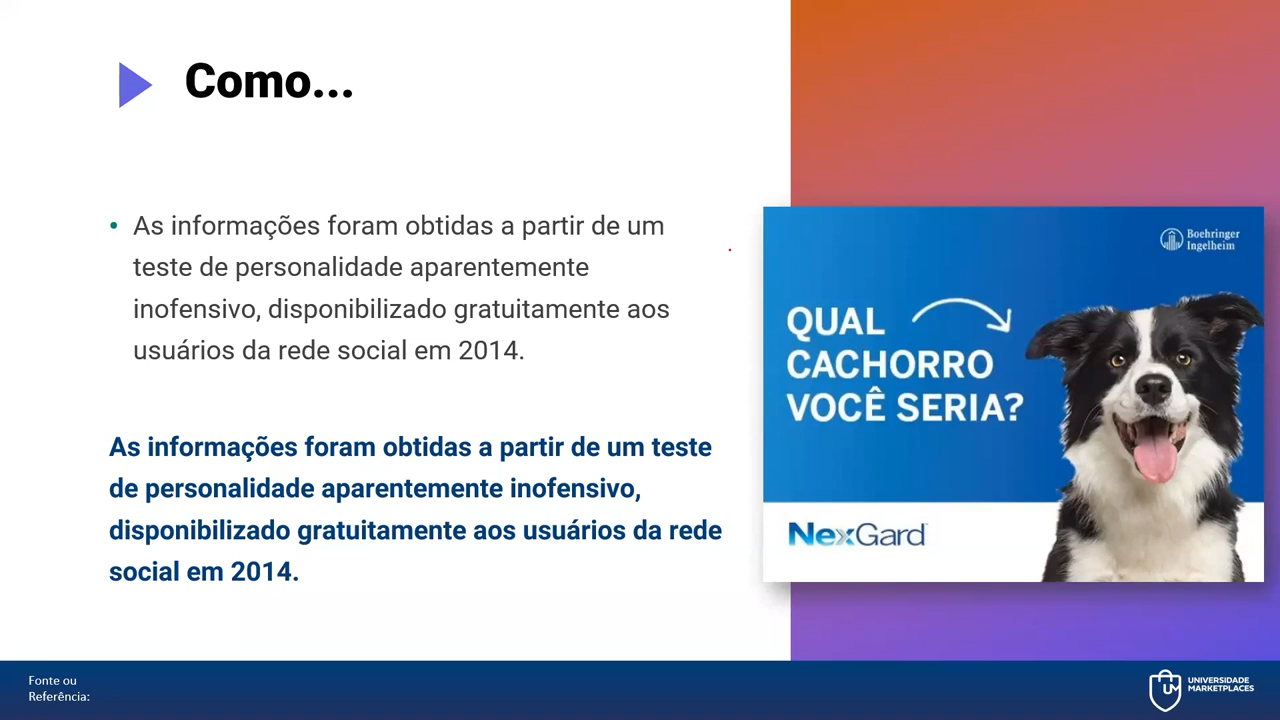 Como...
• As informações foram obtidas a partir de um
teste de personalidade aparentemente
inofensivo, disponibilizado gratuitamente aos
usuários da rede social em 2014.
As informações foram obtidas a partir de um teste
de personalidade aparentemente inofensivo,
disponibilizado gratuitamente aos usuários da rede
social em 2014.
Boehringer
Ingelheim
QUAL
CACHORRO
VOCÊ SERIA?
NexGard
Fonte ou
Referência:
UM
UNIVERSIDADE
MARKETPLACES